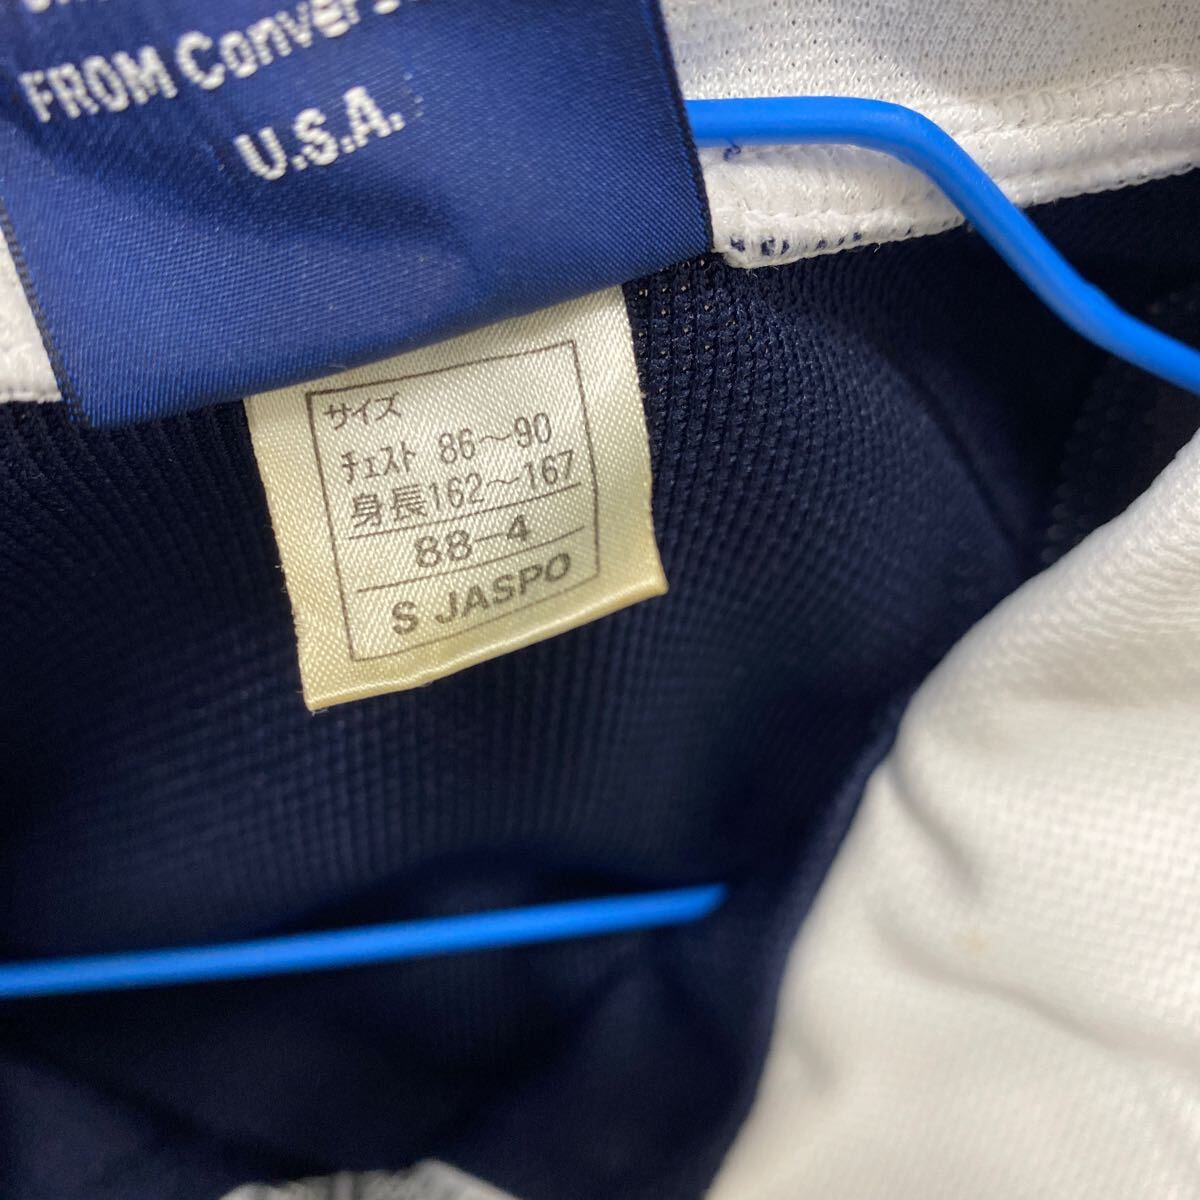 FROM Converse
U.S.A.
サイズ
チェスト 86～90
身長162～167
88-4
S JASPO